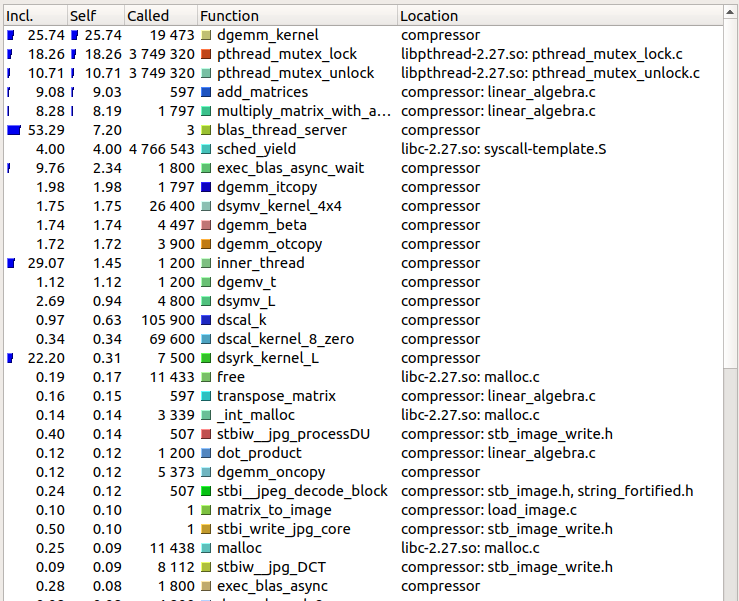 Incl. Self Called Function Location
25.74 25.74 19 473 dgemm_kernel compressor
18.26 18.26 3 749 320 pthread_mutex_lock libpthread-2.27.so: pthread_mutex_lock.c
10.71 10.71 3 749 320 pthread_mutex_unlock libpthread-2.27.so: pthread_mutex_unlock.c
9.08 9.03 597 add_matrices compressor: linear_algebra.c
8.28 8.19 1 797 multiply_matrix_with_a... compressor: linear_algebra.c
53.29 7.20 3 blas_thread_server compressor
4.00 4.00 4 766 543 sched_yield libc-2.27.so: syscall-template.S
9.76 2.34 1 800 exec_blas_async_wait compressor
1.98 1.98 1 797 dgemm_itcopy compressor
1.75 1.75 26 400 dsymv_kernel_4x4 compressor
1.74 1.74 4 497 dgemm_beta compressor
1.72 1.72 3 900 dgemm_otcopy compressor
29.07 1.45 1 200 inner_thread compressor
1.12 1.12 1 200 dgemv_t compressor
2.69 0.94 4 800 dsymv_L compressor
0.97 0.63 105 900 dscal_k compressor
0.34 0.34 69 600 dscal_kernel_8_zero compressor
22.20 0.31 7 500 dsyrk_kernel_L compressor
0.19 0.17 11 433 free libc-2.27.so: malloc.c
0.16 0.15 597 transpose_matrix compressor: linear_algebra.c
0.14 0.14 3 339 _int_malloc libc-2.27.so: malloc.c
0.40 0.14 507 stbiw__jpg_processDU compressor: stb_image_write.h
0.12 0.12 1 200 dot_product compressor: linear_algebra.c
0.12 0.12 5 373 dgemm_oncopy compressor
0.24 0.12 507 stbi__jpeg_decode_block compressor: stb_image.h, string_fortified.h
0.10 0.10 1 matrix_to_image compressor: load_image.c
0.50 0.10 1 stbi_write_jpg_core compressor: stb_image_write.h
0.25 0.09 11 438 malloc libc-2.27.so: malloc.c
0.09 0.09 8 112 stbiw__jpg_DCT compressor: stb_image_write.h
0.28 0.08 1 800 exec_blas_async compressor